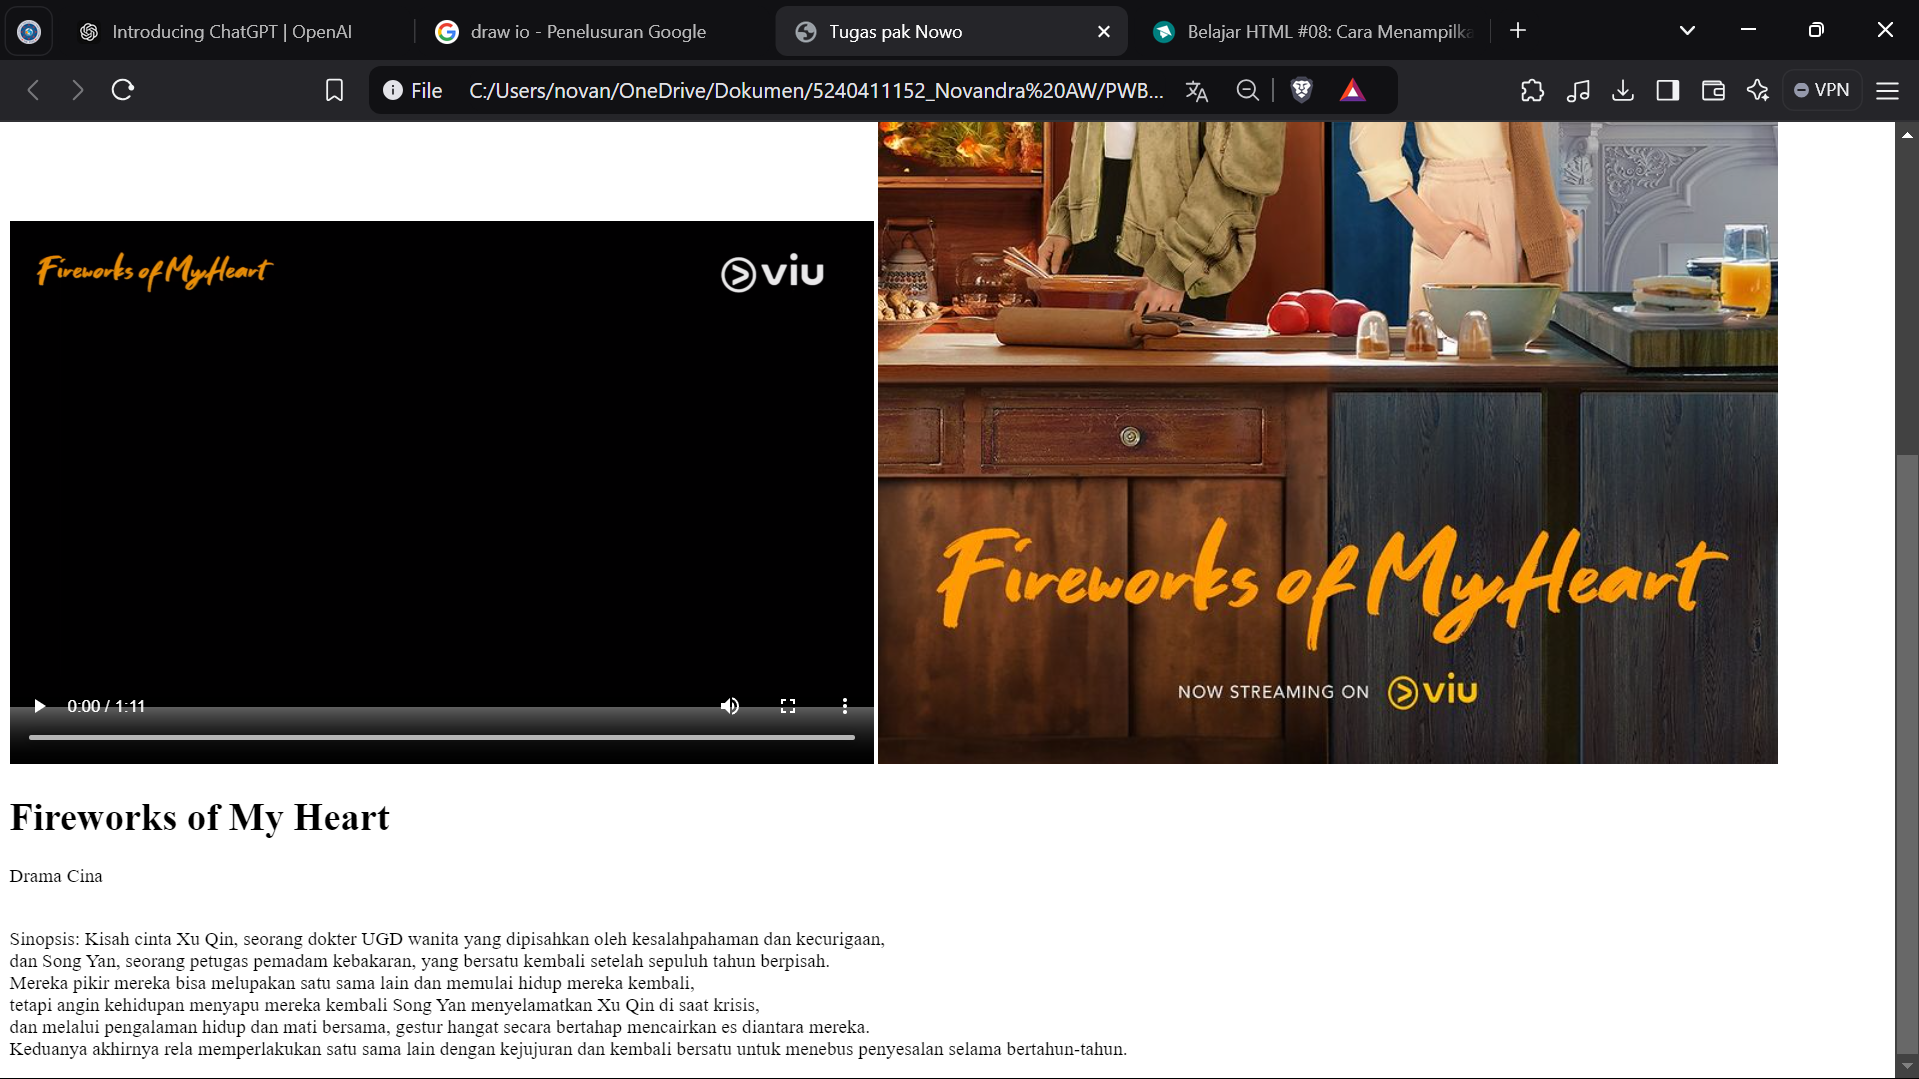 Introducing ChatGPT | OpenAI
draw io - Penelusuran Google
Tugas pak Nowo
Belajar HTML #08: Cara Menampilka
File
C:/Users/novan/OneDrive/Dokumen/5240411152_Novandra%20AW/PWB...
VPN
Fireworks of My Heart
viu
0:00 / 1:11
Fireworks of My Heart
NOW STREAMING ON viu
Fireworks of My Heart
Drama Cina
Sinopsis: Kisah cinta Xu Qin, seorang dokter UGD wanita yang dipisahkan oleh kesalahpahaman dan kecurigaan,
dan Song Yan, seorang petugas pemadam kebakaran, yang bersatu kembali setelah sepuluh tahun berpisah.
Mereka pikir mereka bisa melupakan satu sama lain dan memulai hidup mereka kembali,
tetapi angin kehidupan menyapu mereka kembali Song Yan menyelamatkan Xu Qin di saat krisis,
dan melalui pengalaman hidup dan mati bersama, gestur hangat secara bertahap mencairkan es diantara mereka.
Keduanya akhirnya rela memperlakukan satu sama lain dengan kejujuran dan kembali bersatu untuk menebus penyesalan selama bertahun-tahun.